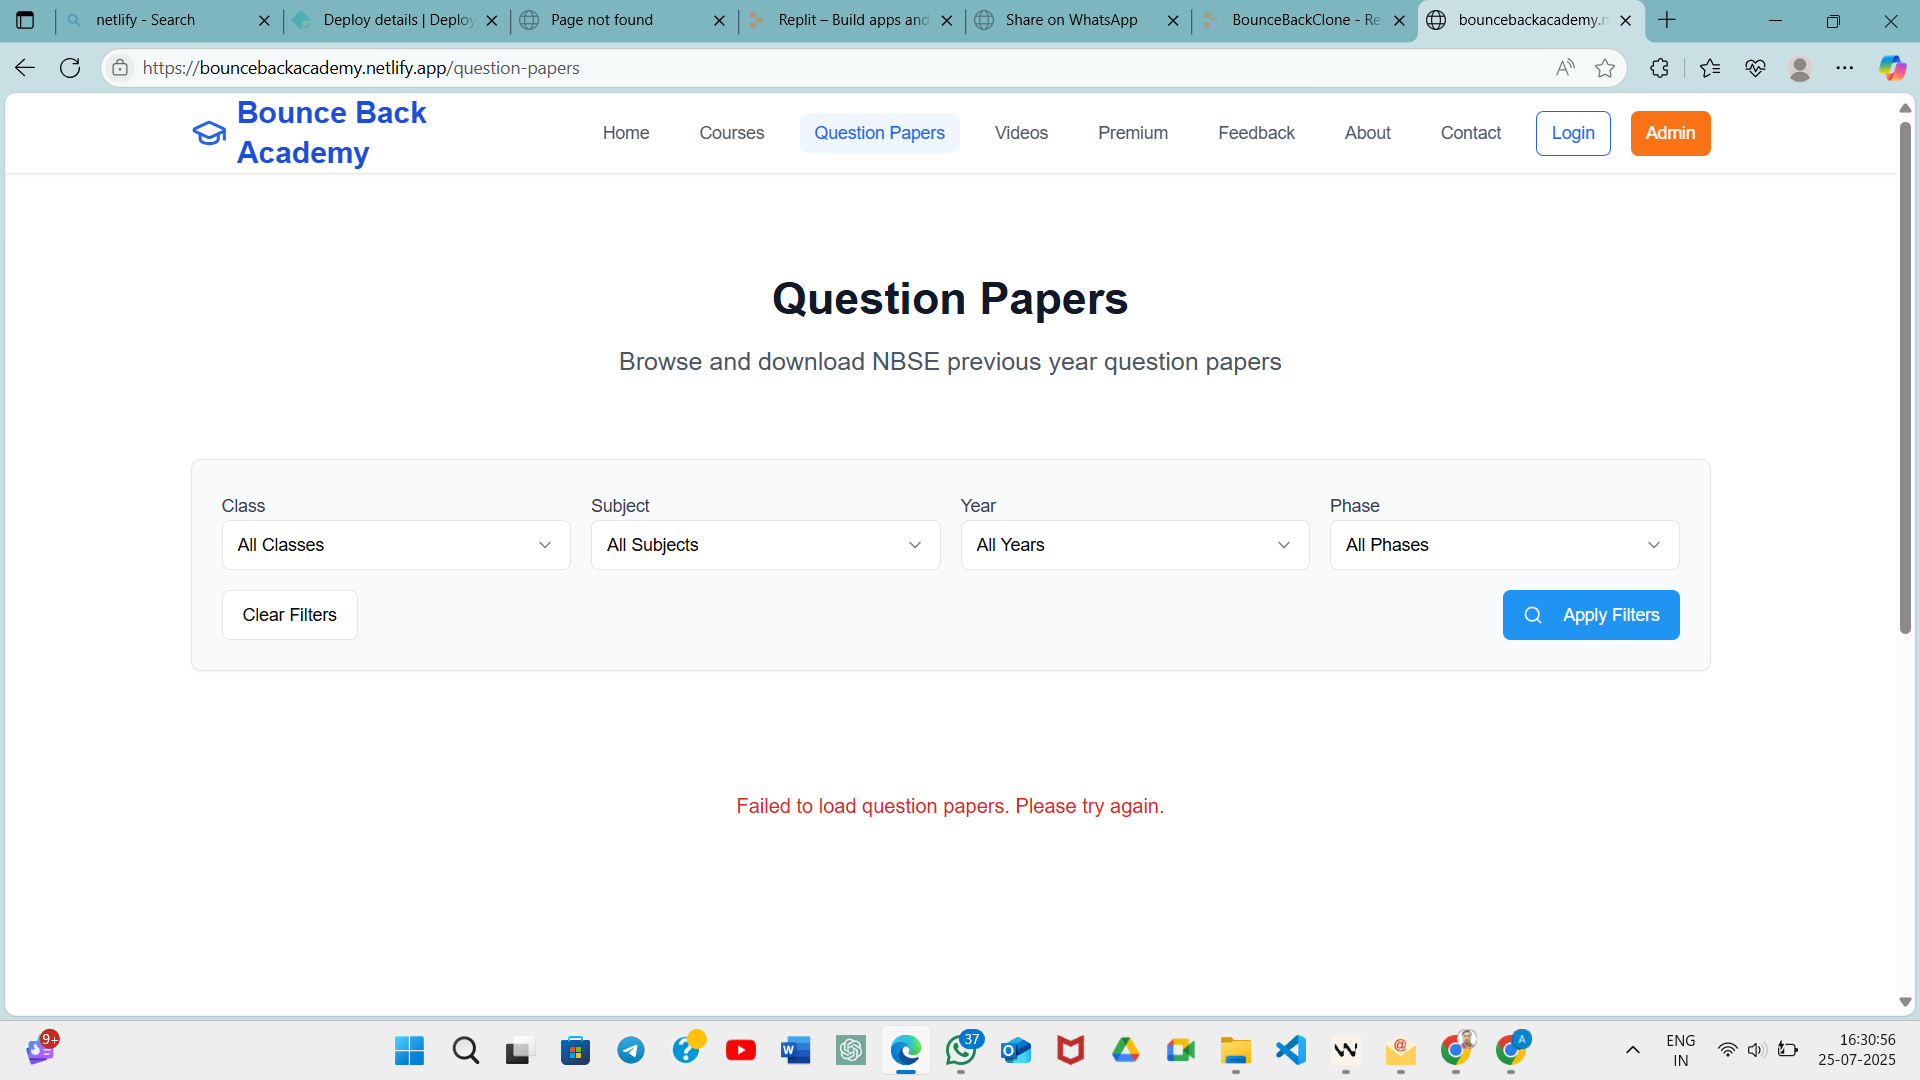 netlify - Search
Deploy details | Deploy
Page not found
Replit – Build apps and
Share on WhatsApp
BounceBackClone - Re
bouncebackacademy.n
https://bouncebackacademy.netlify.app/question-papers
Bounce Back
Academy
Home
Courses
Question Papers
Videos
Premium
Feedback
About
Contact
Login
Admin
Question Papers
Browse and download NBSE previous year question papers
Class
Subject
Year
Phase
All Classes
All Subjects
All Years
All Phases
Clear Filters
Apply Filters
Failed to load question papers. Please try again.
9+
37
A
ENG
IN
16:30:56
25-07-2025